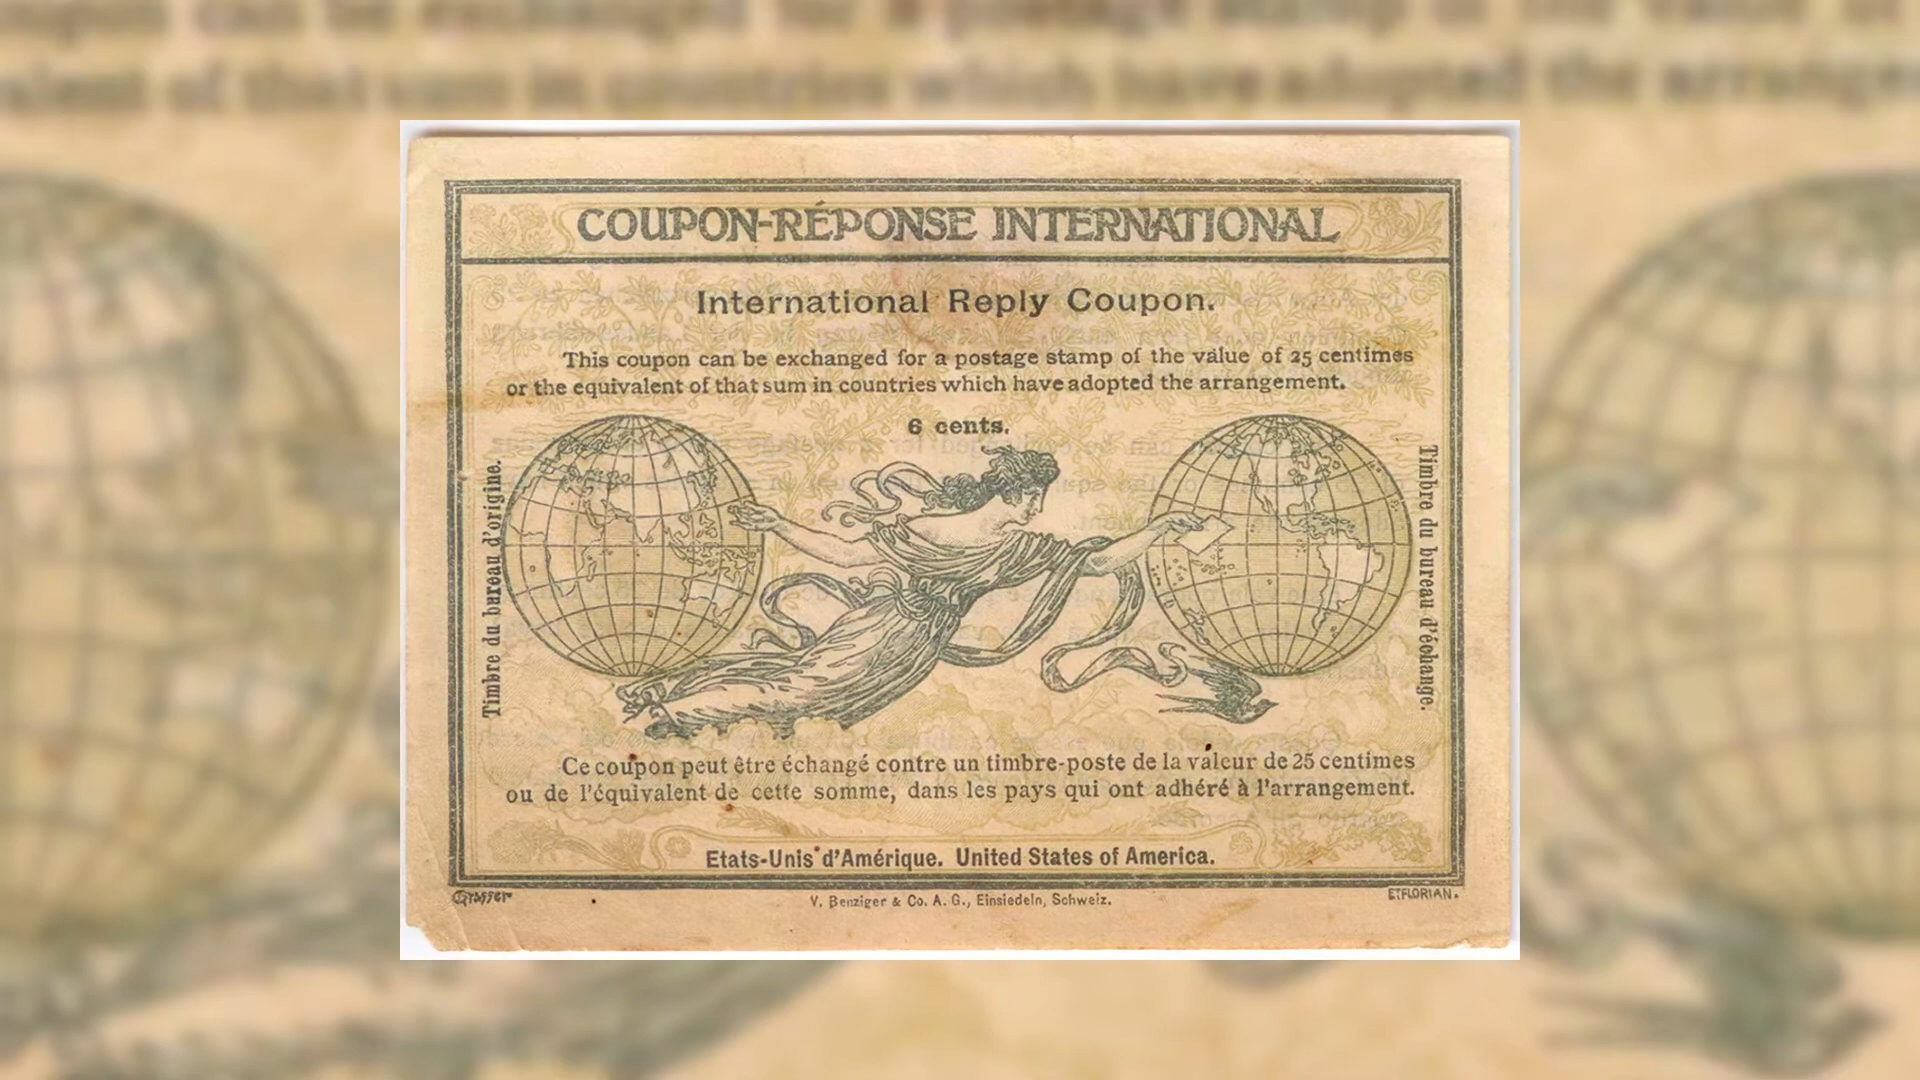 COUPON-RÉPONSE INTERNATIONAL
International Reply Coupon.
This coupon can be exchanged for a postage stamp of the value of 25 centimes
or the equivalent of that sum in countries which have adopted the arrangement.
6 cents.
Timbre du bureau d'origine.
Timbre du bureau d'échange.
Ce coupon peut être échangé contre un timbre-poste de la valeur de 25 centimes
ou de l'équivalent de cette somme, dans les pays qui ont adhéré à l'arrangement.
Etats-Unis d'Amérique. United States of America.
Grasset
V. Benziger & Co. A. G., Einsiedeln, Schweiz.
E. FLORIAN.